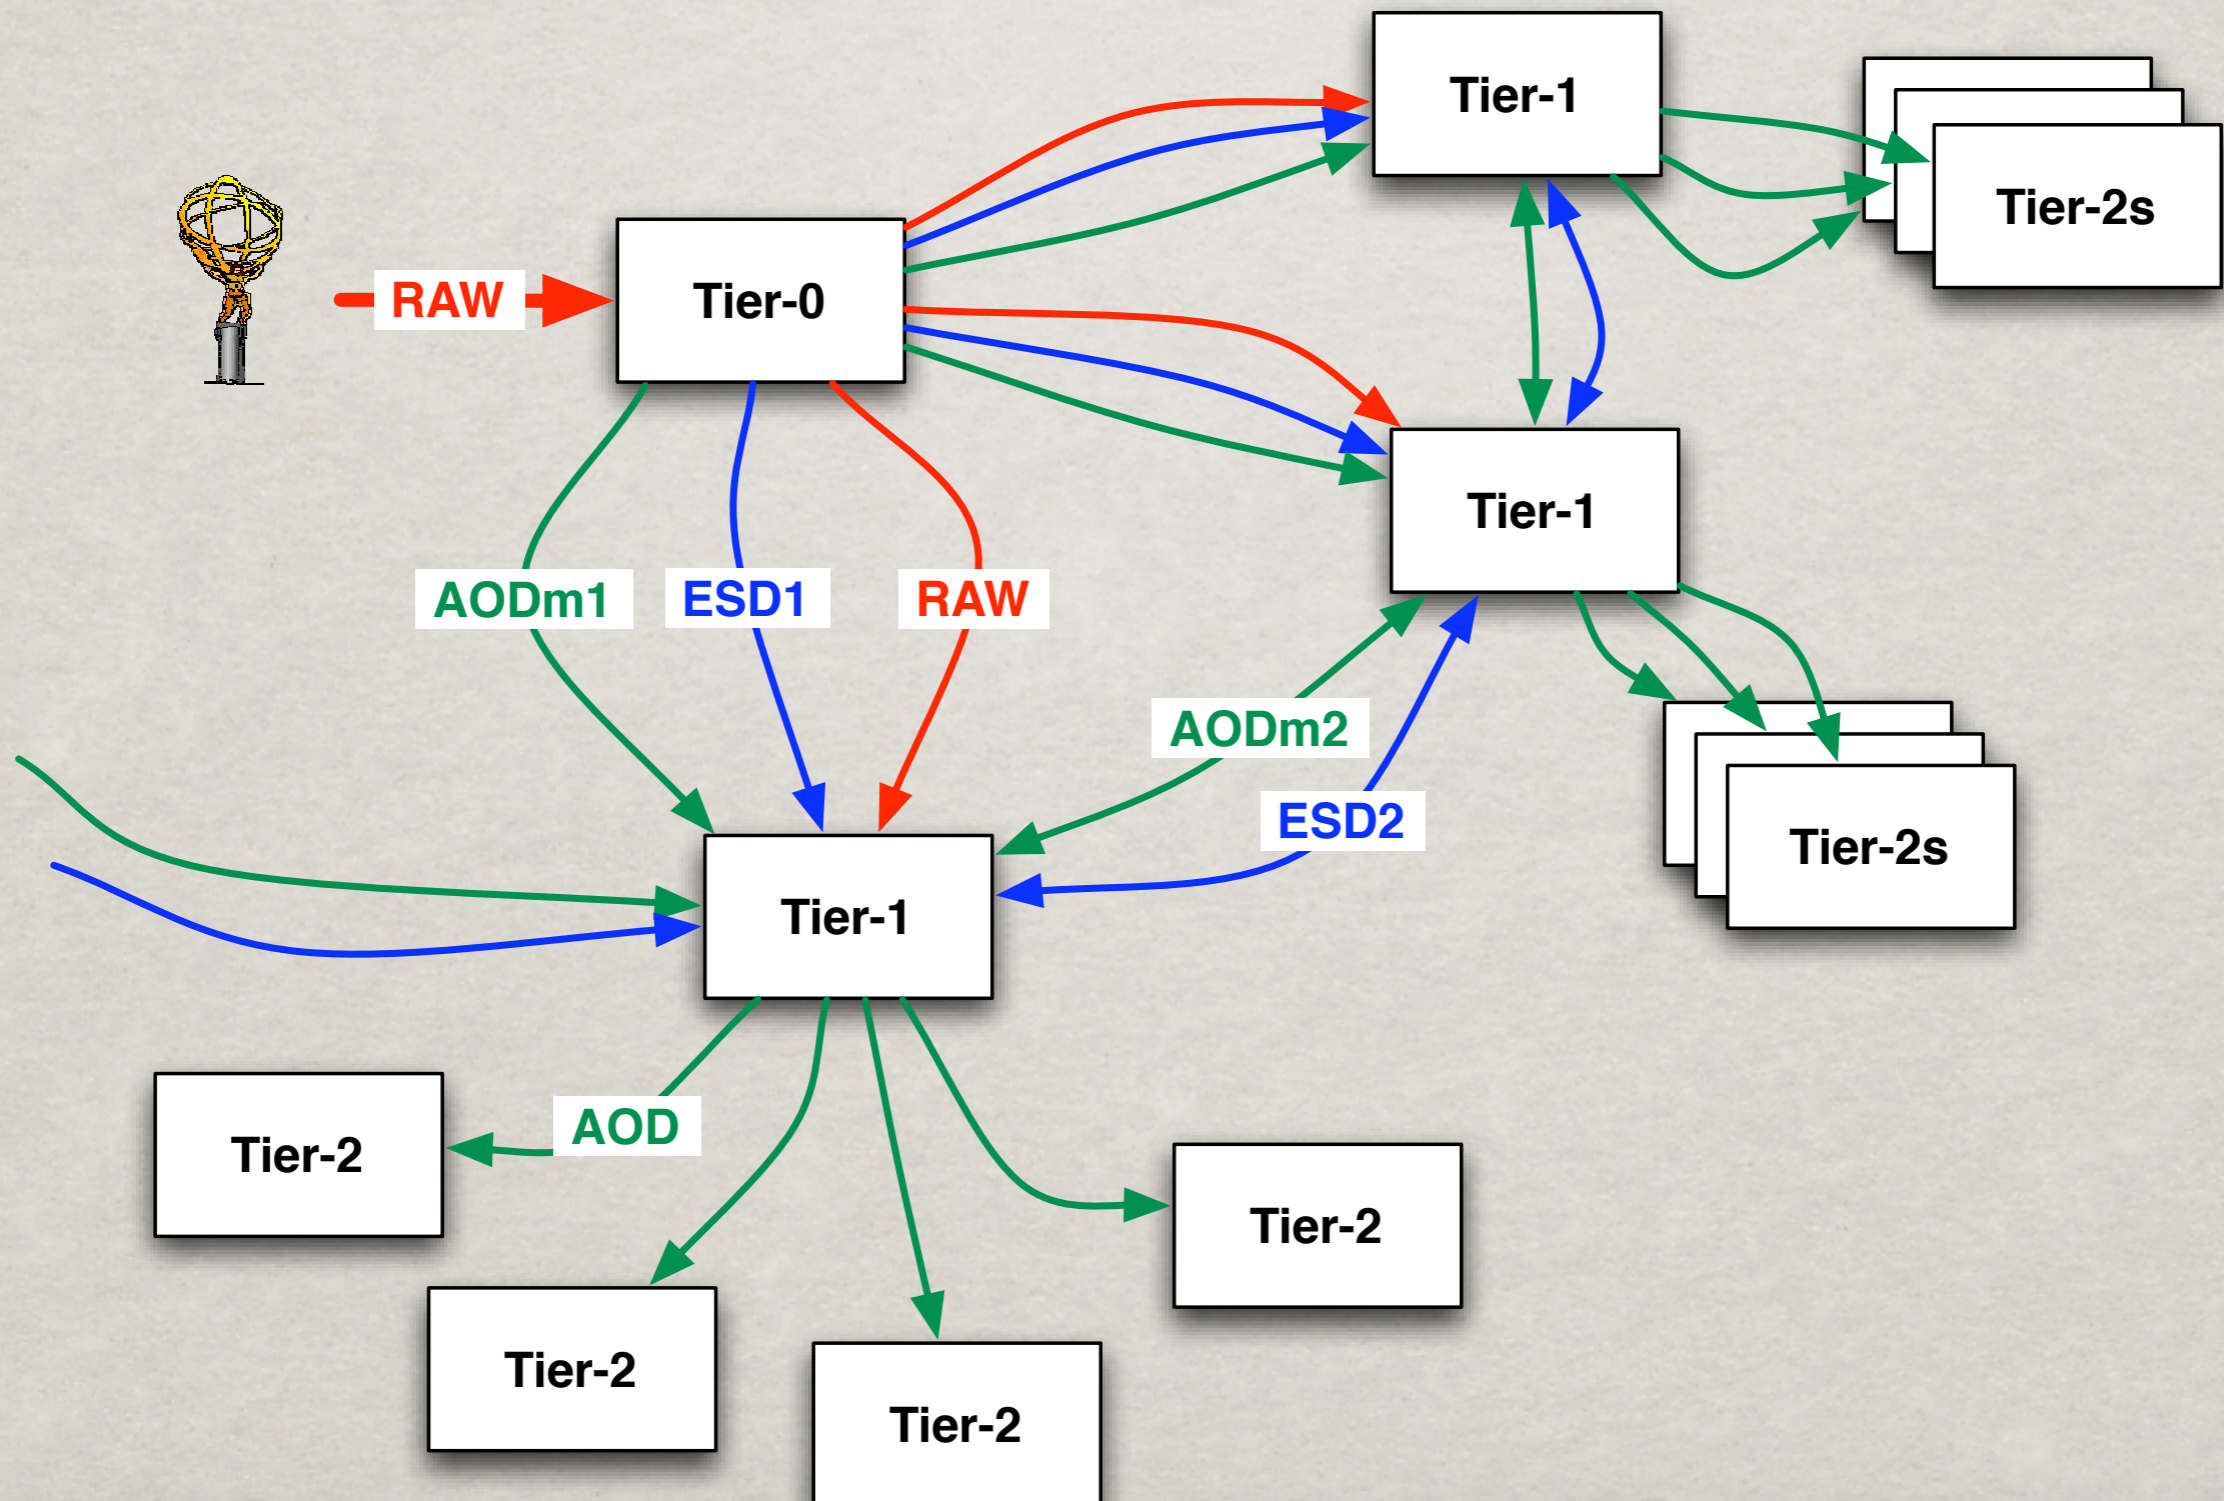 Tier-1
Tier-2s
RAW
Tier-0
Tier-1
AODm1
ESD1
RAW
AODm2
ESD2
Tier-2s
Tier-1
AOD
Tier-2
Tier-2
Tier-2
Tier-2